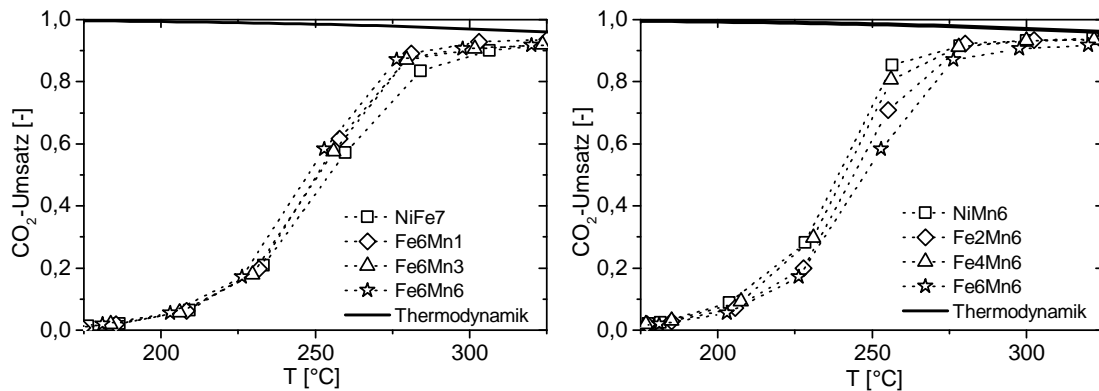 1,0
0,8
0,6
0,4
0,2
0,0
CO₂-Umsatz [-]
NiFe7
Fe6Mn1
Fe6Mn3
Fe6Mn6
Thermodynamik
200
250
300
T [°C]
1,0
0,8
0,6
0,4
0,2
0,0
CO₂-Umsatz [-]
NiMn6
Fe2Mn6
Fe4Mn6
Fe6Mn6
Thermodynamik
200
250
300
T [°C]